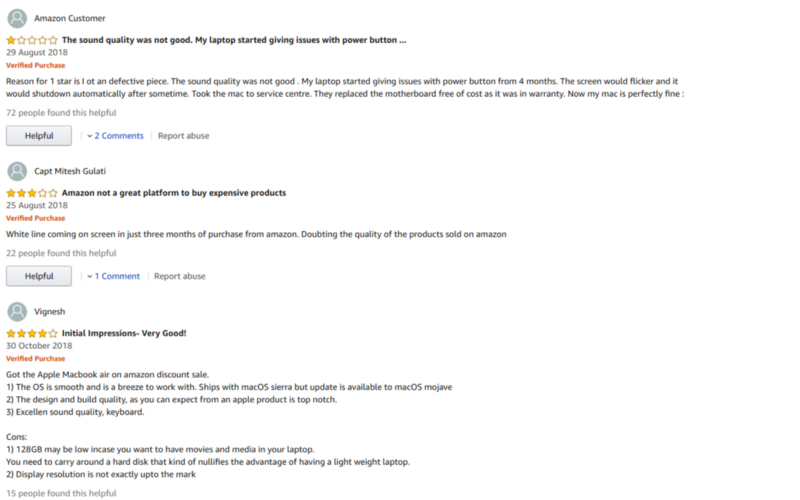 Amazon Customer
The sound quality was not good. My laptop started giving issues with power button ...
29 August 2018
Verified Purchase
Reason for 1 star is I ot an defective piece. The sound quality was not good . My laptop started giving issues with power button from 4 months. The screen would flicker and it
would shutdown automatically after sometime. Took the mac to service centre. They replaced the motherboard free of cost as it was in warranty. Now my mac is perfectly fine :
72 people found this helpful
Helpful 2 Comments Report abuse
Capt Mitesh Gulati
Amazon not a great platform to buy expensive products
25 August 2018
Verified Purchase
White line coming on screen in just three months of purchase from amazon. Doubting the quality of the products sold on amazon
22 people found this helpful
Helpful 1 Comment Report abuse
Vignesh
Initial Impressions- Very Good!
30 October 2018
Verified Purchase
Got the Apple Macbook air on amazon discount sale.
1) The OS is smooth and is a breeze to work with. Ships with macOS sierra but update is available to macOS mojave
2) The design and build quality, as you can expect from an apple product is top notch.
3) Excellen sound quality, keyboard.
Cons:
1) 128GB may be low incase you want to have movies and media in your laptop.
You need to carry around a hard disk that kind of nullifies the advantage of having a light weight laptop.
2) Display resolution is not exactly upto the mark
15 people found this helpful